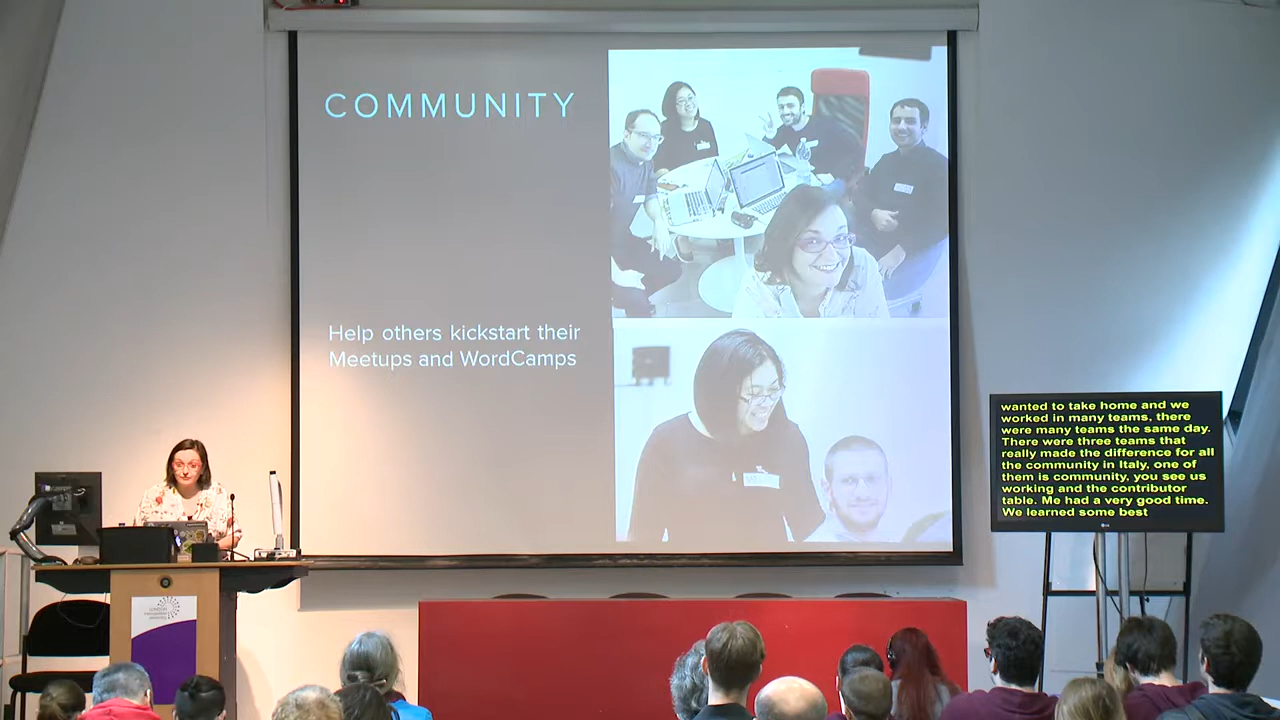 COMMUNITY
Help others kickstart their
Meetups and WordCamps
wanted to take home and we
worked in many teams, there
were many teams the same day.
There were three teams that
really made the difference for all
the community in Italy, one of
them is community, you see us
working and the contributor
table. Me had a very good time.
We learned some best
LG